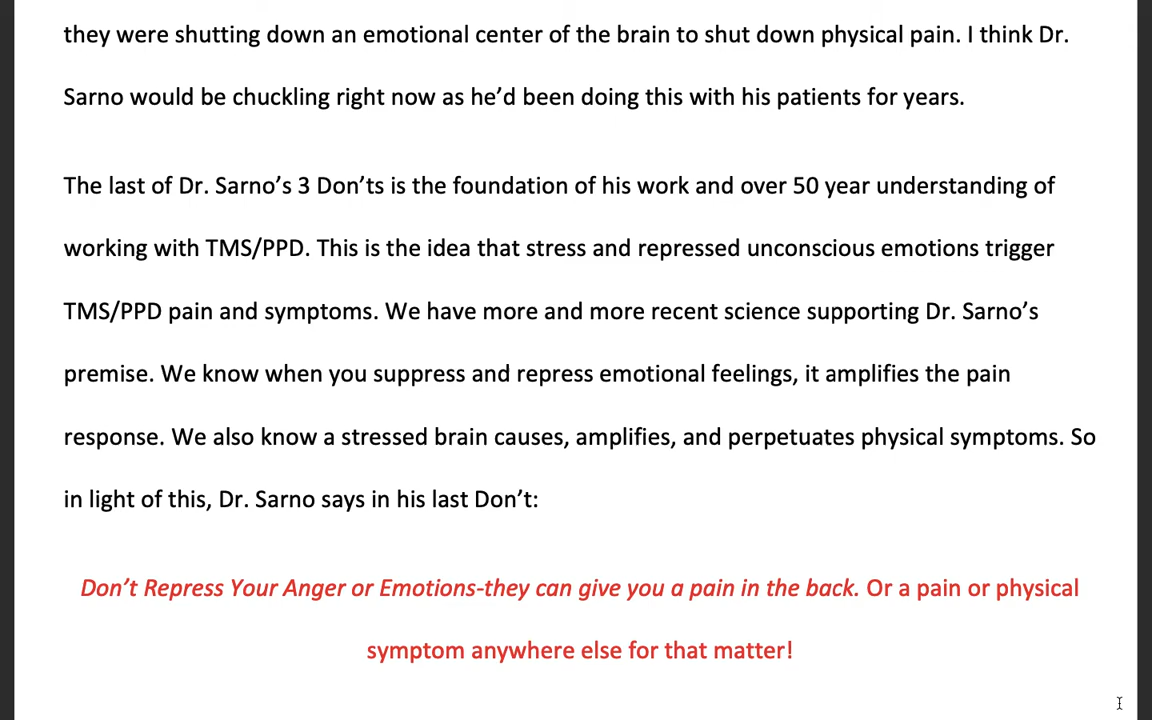 they were shutting down an emotional center of the brain to shut down physical pain. I think Dr.
Sarno would be chuckling right now as he’d been doing this with his patients for years.
The last of Dr. Sarno’s 3 Don’ts is the foundation of his work and over 50 year understanding of
working with TMS/PPD. This is the idea that stress and repressed unconscious emotions trigger
TMS/PPD pain and symptoms. We have more and more recent science supporting Dr. Sarno’s
premise. We know when you suppress and repress emotional feelings, it amplifies the pain
response. We also know a stressed brain causes, amplifies, and perpetuates physical symptoms. So
in light of this, Dr. Sarno says in his last Don’t:
Don’t Repress Your Anger or Emotions-they can give you a pain in the back. Or a pain or physical
symptom anywhere else for that matter!